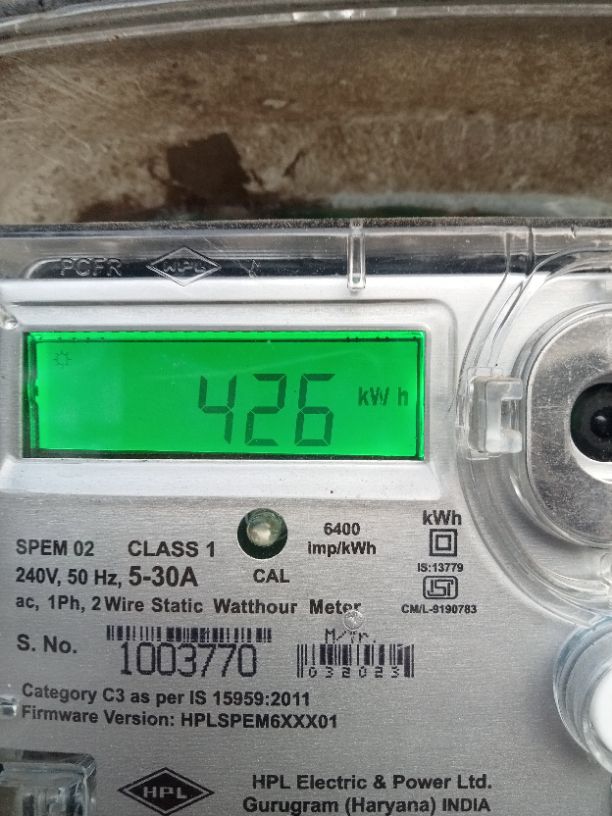 PCFR HPL
426 kWh
SPEM 02 CLASS 1
6400
imp/kWh
kWh
240V, 50 Hz, 5-30A
CAL
IS:13779
ac, 1Ph, 2 Wire Static Watthour Meter
CM/L-9190783
S. No.
1003770
M/Yr.
032023
Category C3 as per IS 15959:2011
Firmware Version: HPLSPEM6XXX01
HPL
HPL Electric & Power Ltd.
Gurugram (Haryana) INDIA